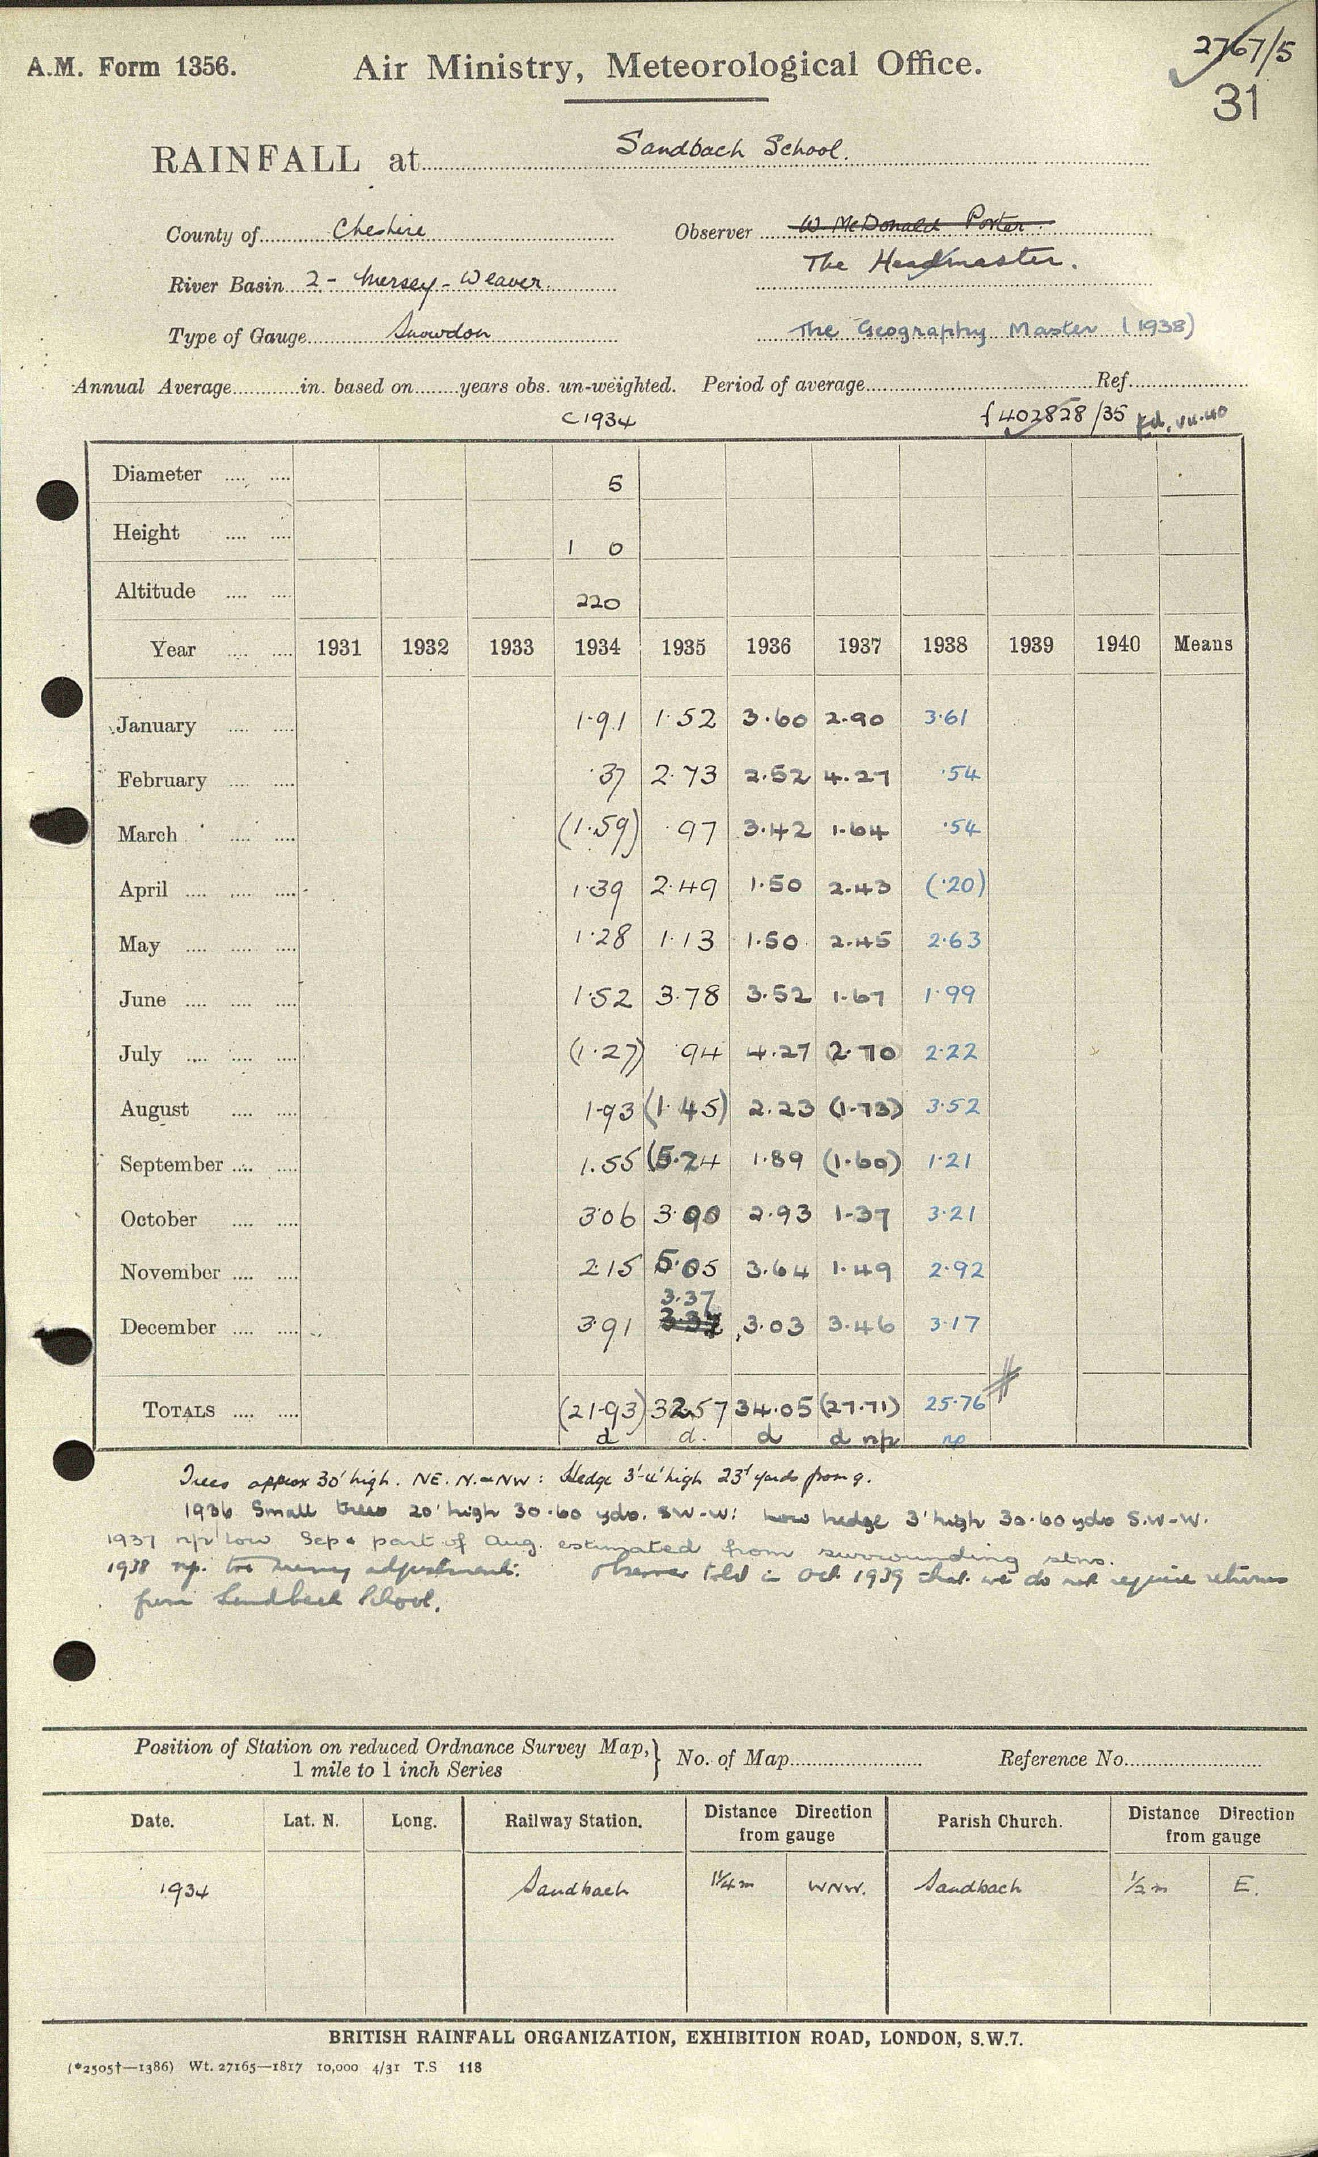 A.M. Form 1356.
Air Ministry, Meteorological Office.
2767/5
31
RAINFALL at Sandbach School.
County of Cheshire Observer W McDonald Porter.
The Headmaster.
River Basin 2 - Mersey - Weaver.
Type of Gauge Snowdon The Geography Master (1938)
Annual Average in. based on years obs. un-weighted. Period of average Ref.
C 1934 402828/35
Diameter 5
Height 1 0
Altitude 220
Year 1931 1932 1933 1934 1935 1936 1937 1938 1939 1940 Means
January 1.91 1.52 3.60 2.90 3.61
February .37 2.73 2.52 4.27 .54
March (1.59) .97 3.42 1.64 .54
April 1.39 2.49 1.50 2.43 (.20)
May 1.28 1.13 1.50 2.45 2.63
June 1.52 3.78 3.52 1.67 1.99
July (1.27) .94 4.27 (2.70) 2.22
August 1.93 (1.45) 2.23 (1.73) 3.52
September 1.55 (5.24 1.89 (1.60) 1.21
October 3.06 3.90 2.93 1.37 3.21
November 2.15 5.05 3.64 1.49 2.92
3.37
December 3.91 3.37 3.03 3.46 3.17
TOTALS (21.93) 32.57 34.05 (27.71) 25.76
d d. d d np np
Trees approx 30' high. NE. N. & NW: Hedge 3'-4' high 23' yards from g.
1936 Small trees 20' high 30-60 yds. SW-W: Low hedge 3' high 30-60 yds S.W-W.
1937 np low Sep & part of Aug. estimated from surrounding stns.
1938 np. too many adjustments. Observer told in Oct 1939 that we do not require returns
from Sandbach School.
Position of Station on reduced Ordnance Survey Map, } No. of Map Reference No.
1 mile to 1 inch Series
Date. Lat. N. Long. Railway Station. Distance Direction from gauge Parish Church. Distance Direction from gauge
1934 Sandbach 1¼ m WNW. Sandbach ½ m E.
BRITISH RAINFALL ORGANIZATION, EXHIBITION ROAD, LONDON, S.W.7.
(*2505†—1386) Wt. 27165—1817 10,000 4/31 T.S 118